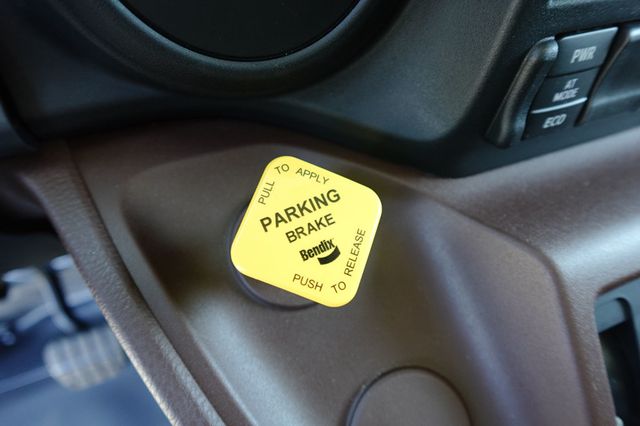 PULL TO APPLY
PARKING
BRAKE
Bendix
PUSH TO RELEASE
PWR
AT
MODE
ECO